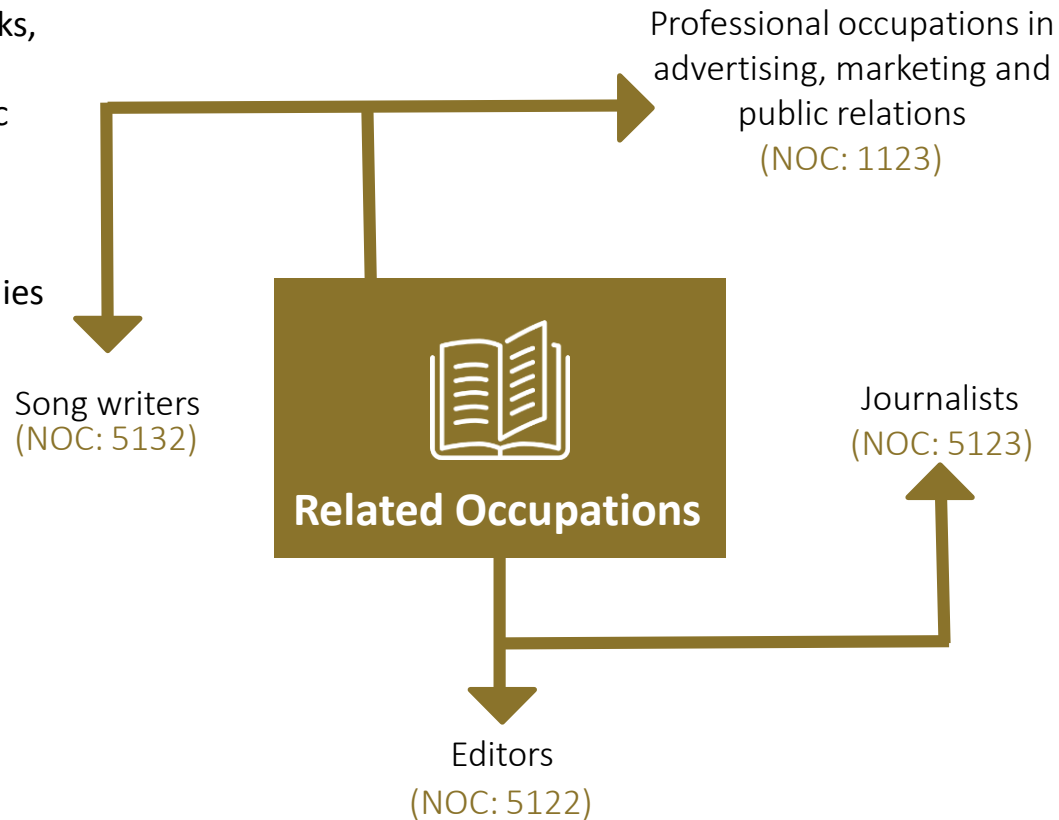 ks,
c
ies
Professional occupations in
advertising, marketing and
public relations
(NOC: 1123)
Song writers
(NOC: 5132)
Related Occupations
Journalists
(NOC: 5123)
Editors
(NOC: 5122)